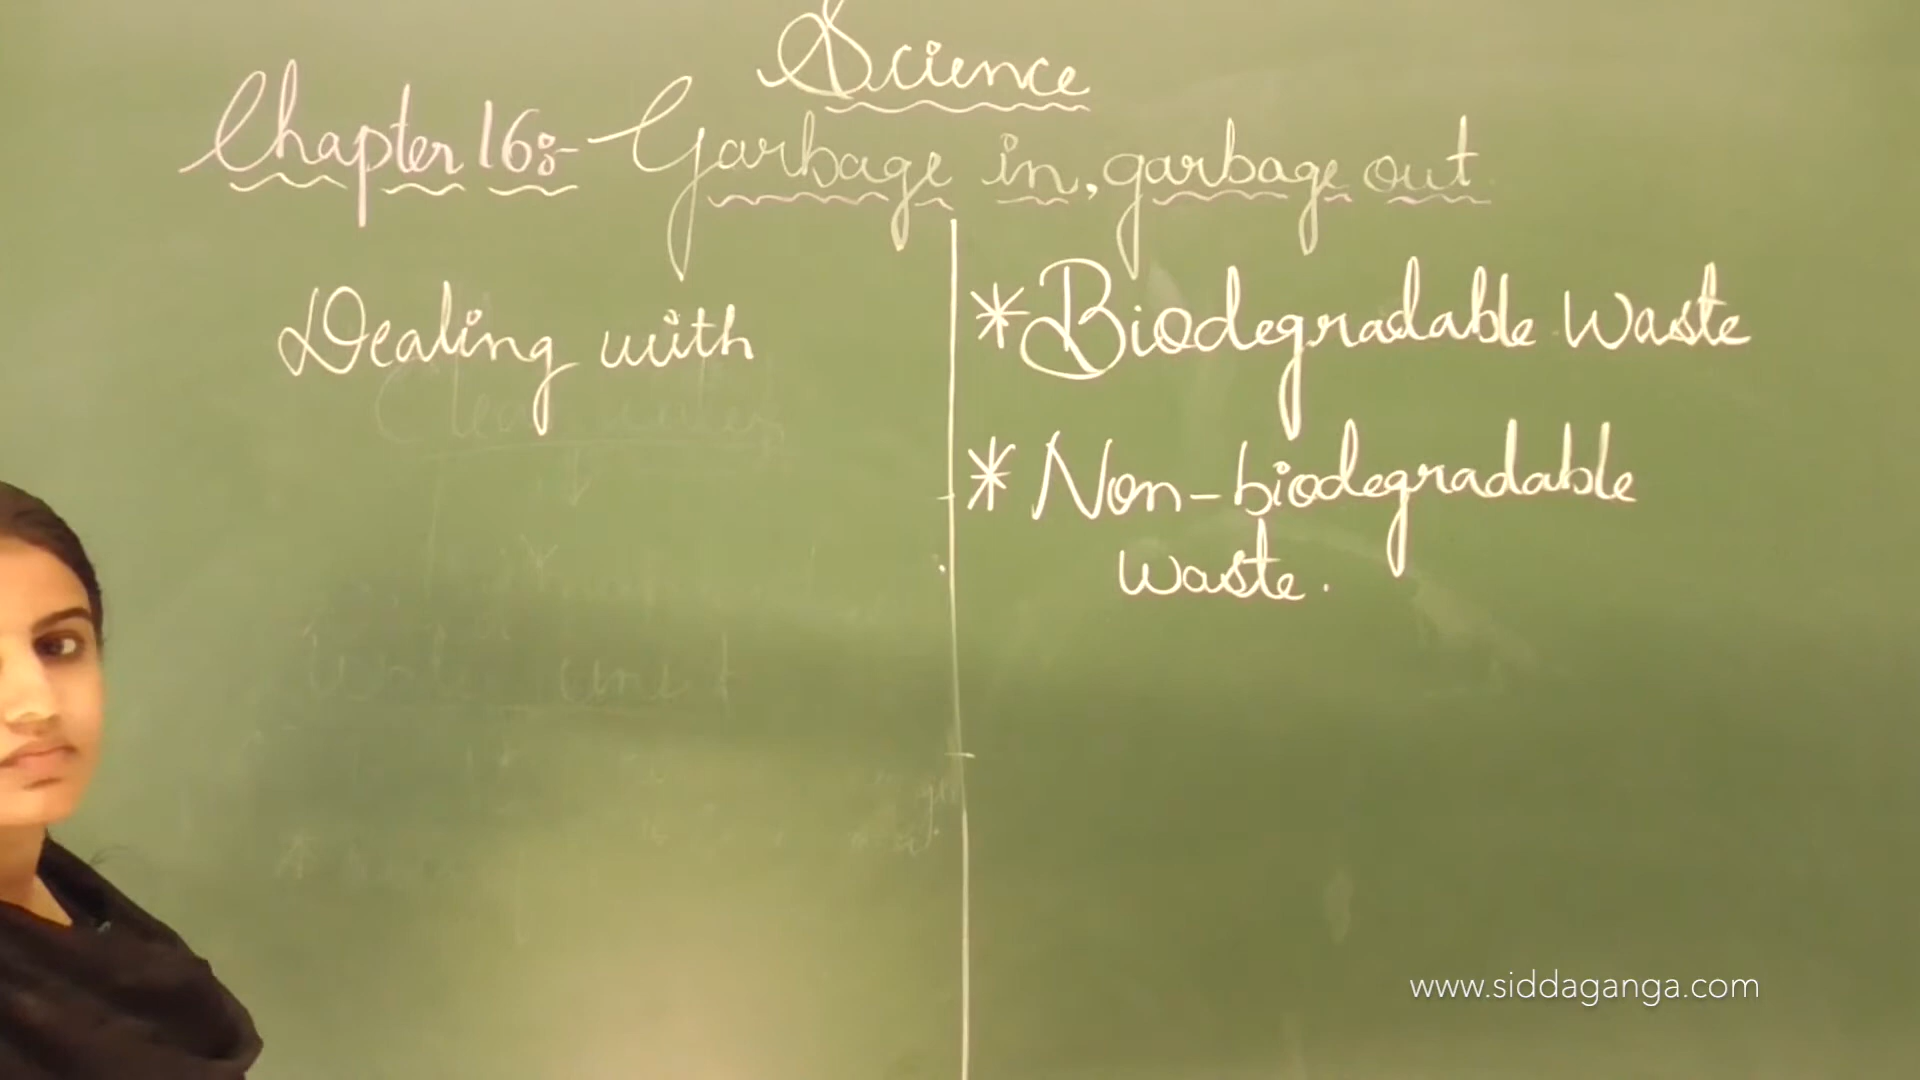 Science
Chapter 16:- Garbage in, garbage out.
Dealing with
* Biodegradable Waste
* Non-biodegradable
waste.
www.siddaganga.com